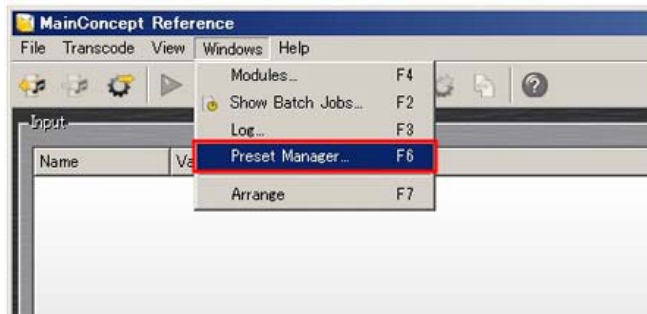 MainConcept Reference
File Transcode View Windows Help
Modules... F4
Show Batch Jobs... F2
Log... F3
Preset Manager... F6
Arrange F7
Input
Name Va